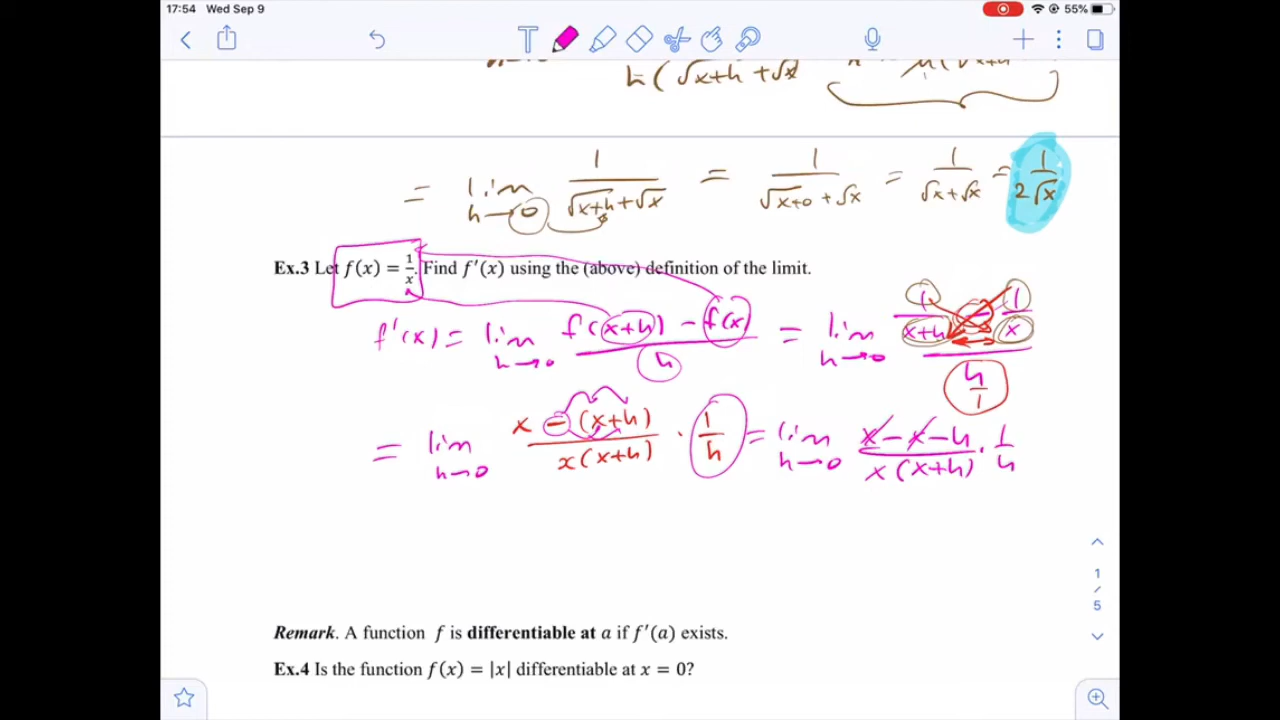 17:54 Wed Sep 9 55%
T
h(√x+h + √x)
= lim h→0 1/(√x+h + √x) = 1/(√x+0 + √x) = 1/(√x + √x) = 1/(2√x)
Ex.3 Let f(x) = 1/x. Find f′(x) using the (above) definition of the limit.
f′(x) = lim h→0 (f(x+h) − f(x))/h = lim h→0 (1/(x+h) − 1/x)/(h/1)
= lim h→0 (x − (x+h))/(x(x+h)) · 1/h = lim h→0 (x − x − h)/(x(x+h)) · 1/h
1
/
5
Remark. A function f is differentiable at a if f′(a) exists.
Ex.4 Is the function f(x) = |x| differentiable at x = 0?